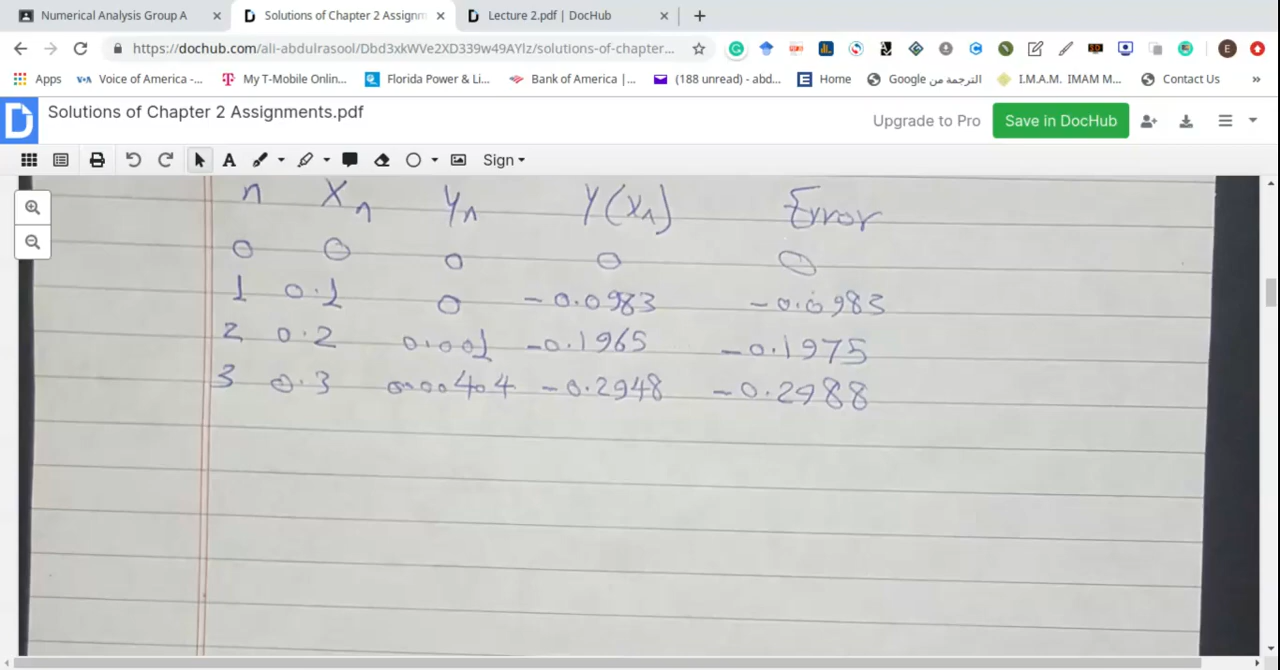 Numerical Analysis Group A
Solutions of Chapter 2 Assignm
Lecture 2.pdf | DocHub
https://dochub.com/ali-abdulrasool/Dbd3xkWVe2XD339w49AYlz/solutions-of-chapter...
Apps
Voice of America -...
My T-Mobile Onlin...
Florida Power & Li...
Bank of America |...
(188 unread) - abd...
Home
Google الترجمة من
I.M.A.M. IMAM M...
Contact Us
»
Solutions of Chapter 2 Assignments.pdf
Upgrade to Pro
Save in DocHub
A
Sign
n Xn Yn Y(Xn) Error
0 0 0 0 0
1 0.1 0 -0.0983 -0.0983
2 0.2 0.001 -0.1965 -0.1975
3 0.3 0.00404 -0.2948 -0.2988